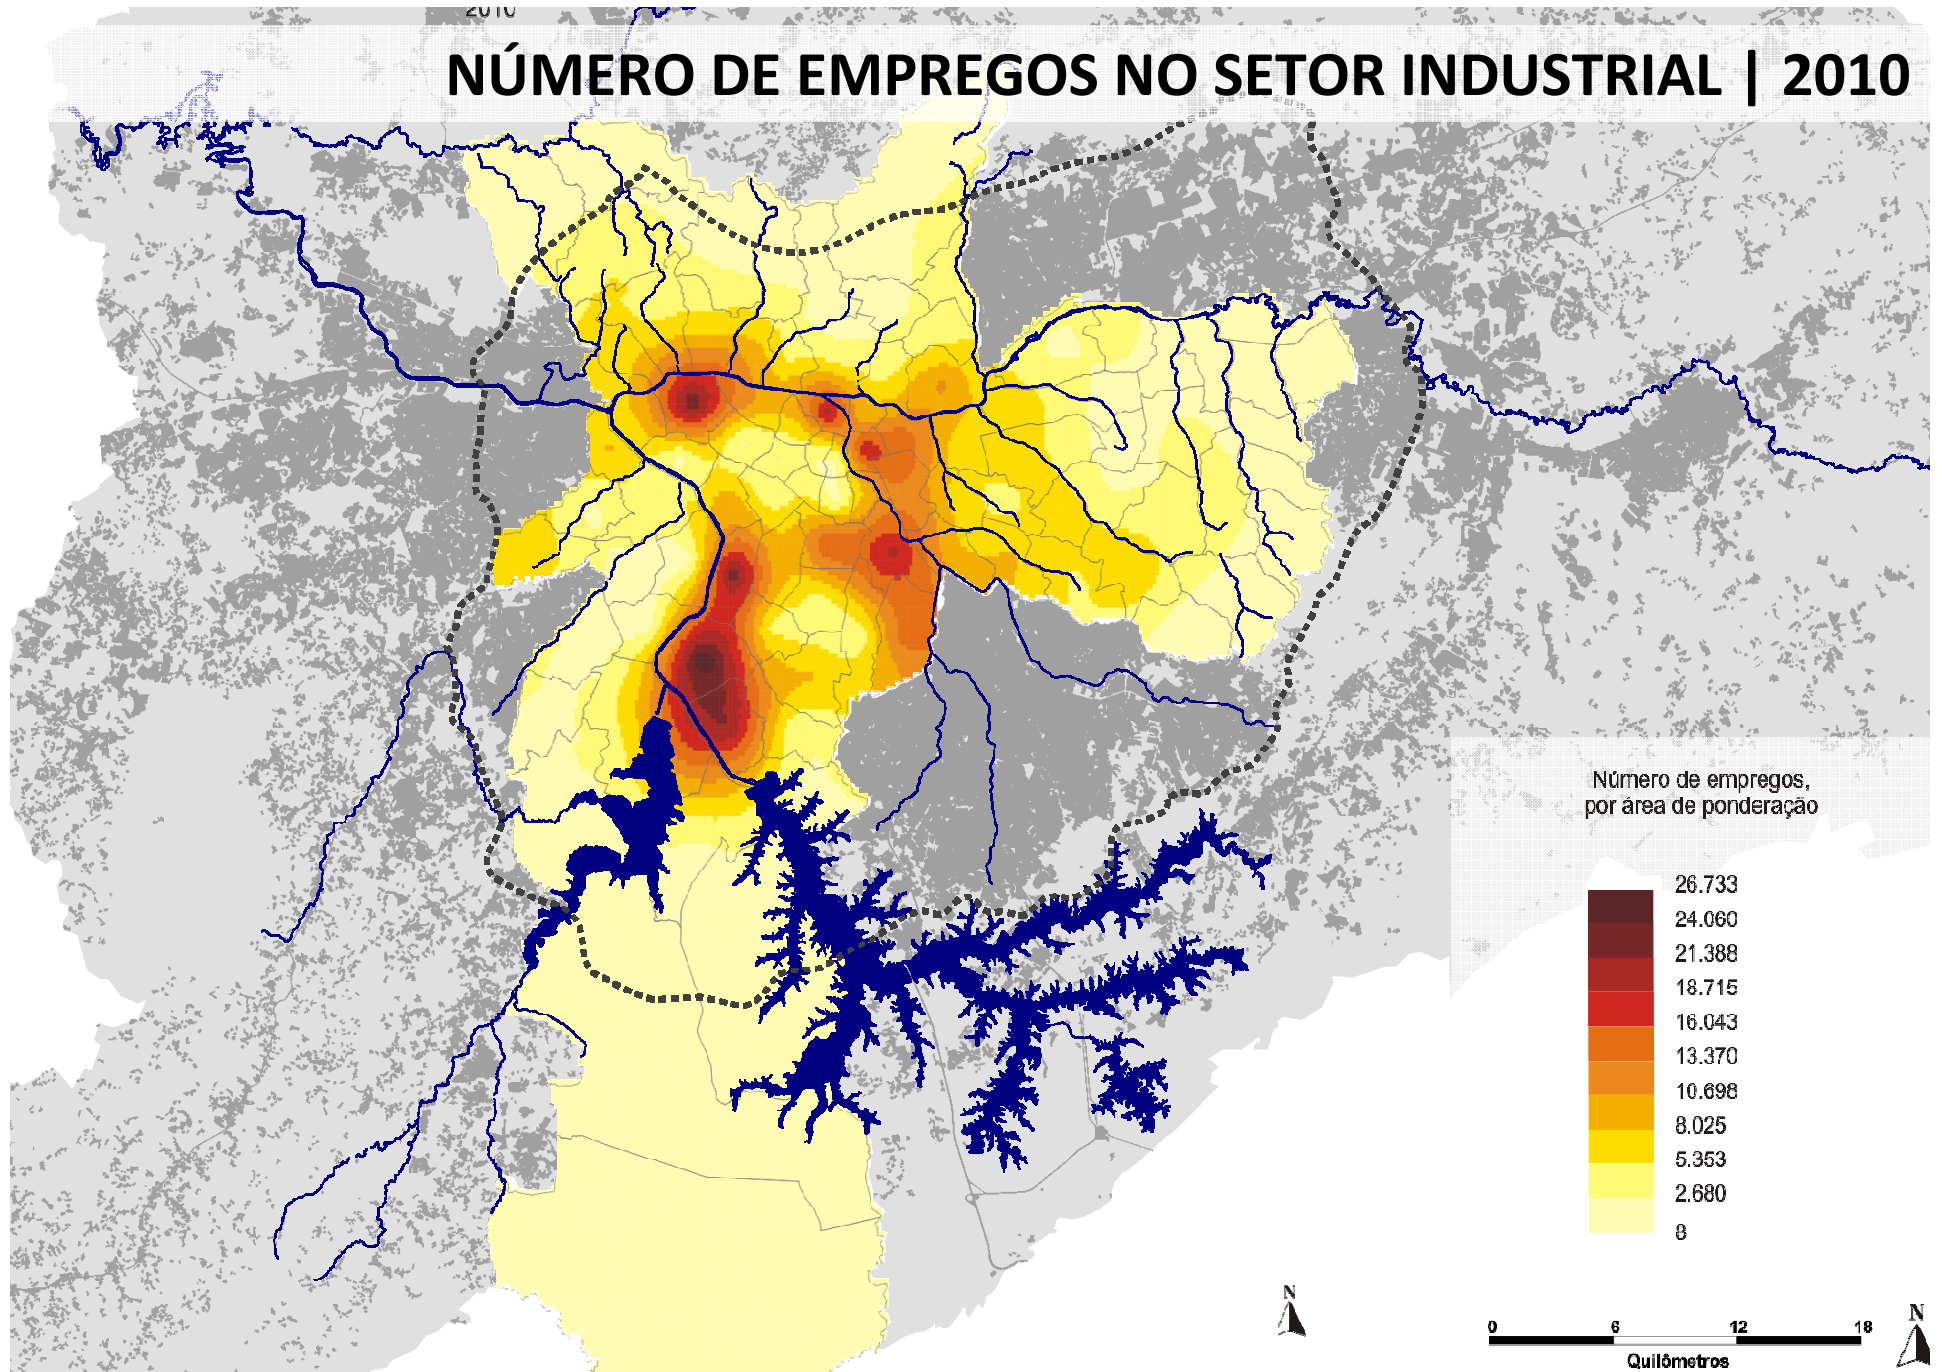 2010
NÚMERO DE EMPREGOS NO SETOR INDUSTRIAL | 2010
Número de empregos,
por área de ponderação
26.733
24.060
21.388
18.715
16.043
13.370
10.698
8.025
5.353
2.680
8
N
N
0 6 12 18
Quilômetros